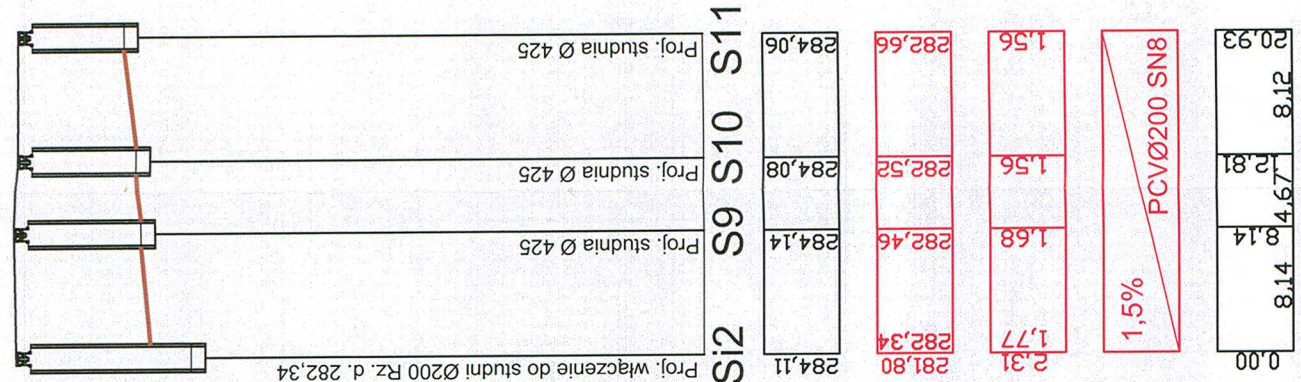 Proj. włączenie do studni Ø200 Rz. d. 282,34
Proj. studnia Ø 425
Proj. studnia Ø 425
Proj. studnia Ø 425
Si2 S9 S10 S11
284,11 284,14 284,08 284,06
281,80 282,34 282,46 282,52 282,66
2,31 1,77 1,68 1,56 1,56
1,5% PCVØ200 SN8
0,00 8,14 12,81 20,93
8,14 4,67 8,12